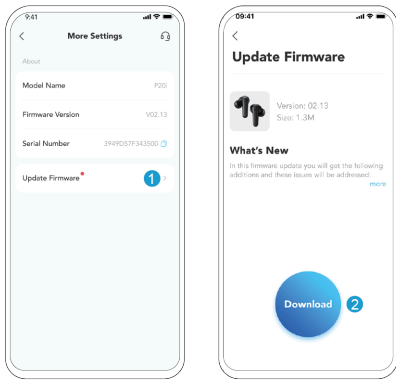 9:41
More Settings
About
Model Name P20i
Firmware Version V02.13
Serial Number 3949D57F343500
Update Firmware 1
09:41
Update Firmware
Version: 02.13
Size: 1.3M
What's New
In this firmware update you will get the following
additions and these issues will be addressed:
more
Download 2